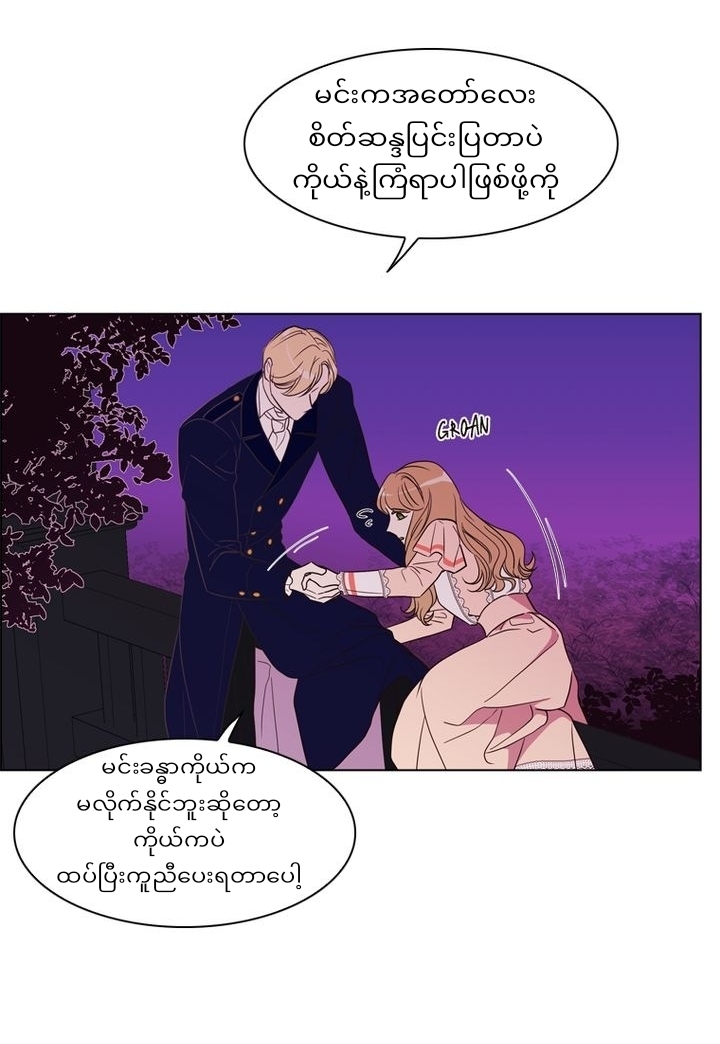 မင်းကအတော်လေး
စိတ်ဆန္ဒပြင်းပြတာပဲ
ကိုယ်နဲ့ကြံရာပါဖြစ်ဖို့ကို
GROAN
မင်းခန္ဓာကိုယ်က
မလိုက်နိုင်ဘူးဆိုတော့
ကိုယ်ကပဲ
ထပ်ပြီးကူညီပေးရတာပေါ့